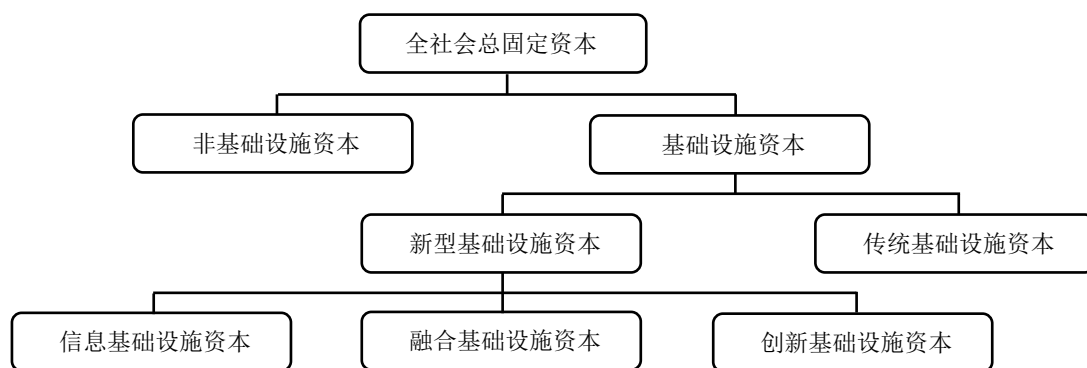 全社会总固定资本
非基础设施资本
基础设施资本
新型基础设施资本
传统基础设施资本
信息基础设施资本
融合基础设施资本
创新基础设施资本